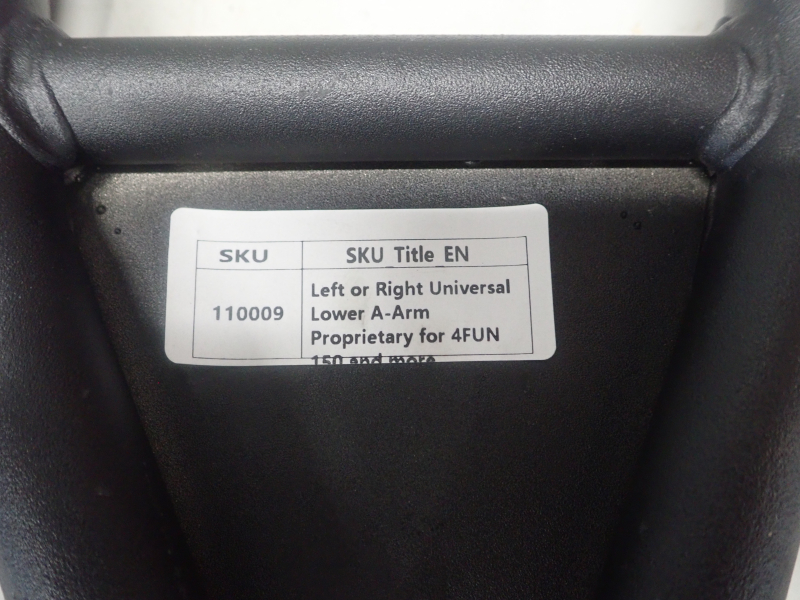 SKU SKU_Title_EN
110009
Left or Right Universal
Lower A-Arm
Proprietary for 4FUN
150 and more